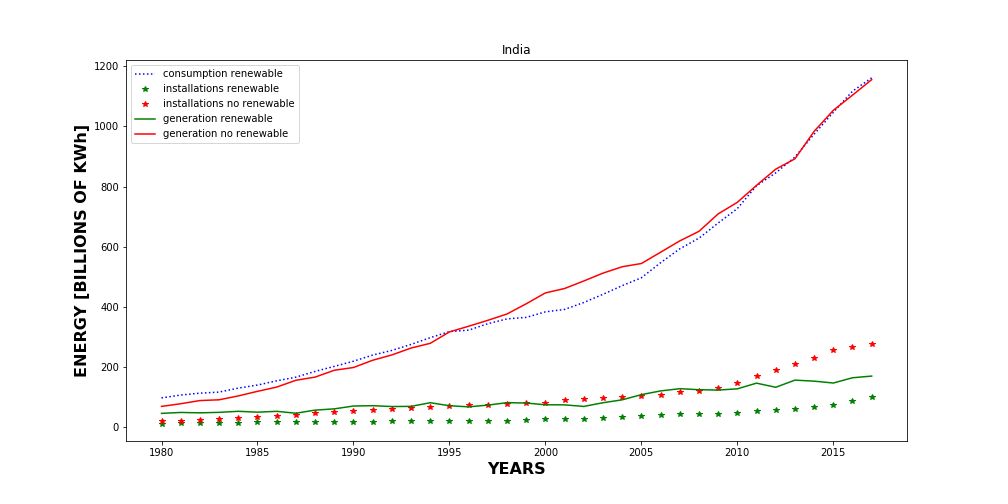 India
consumption renewable
installations renewable
installations no renewable
generation renewable
generation no renewable
ENERGY [BILLIONS OF KWh]
1200
1000
800
600
400
200
0
1980 1985 1990 1995 2000 2005 2010 2015
YEARS